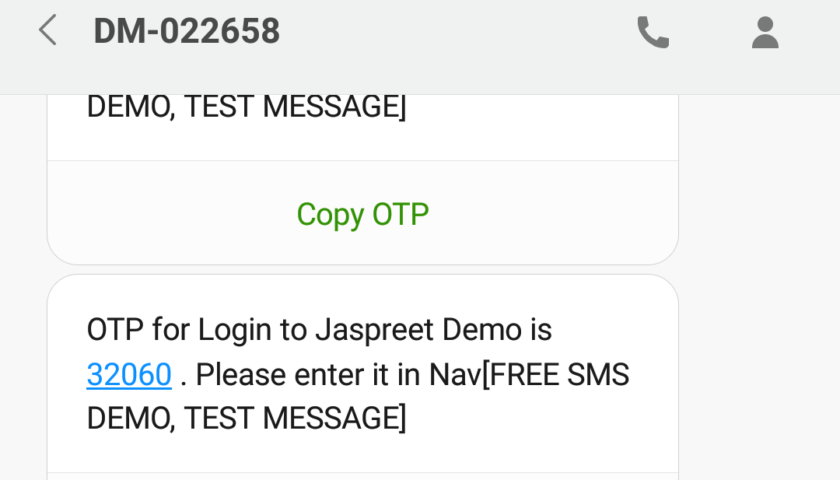 DM-022658
DEMO, TEST MESSAGE]
Copy OTP
OTP for Login to Jaspreet Demo is
32060 . Please enter it in Nav[FREE SMS
DEMO, TEST MESSAGE]